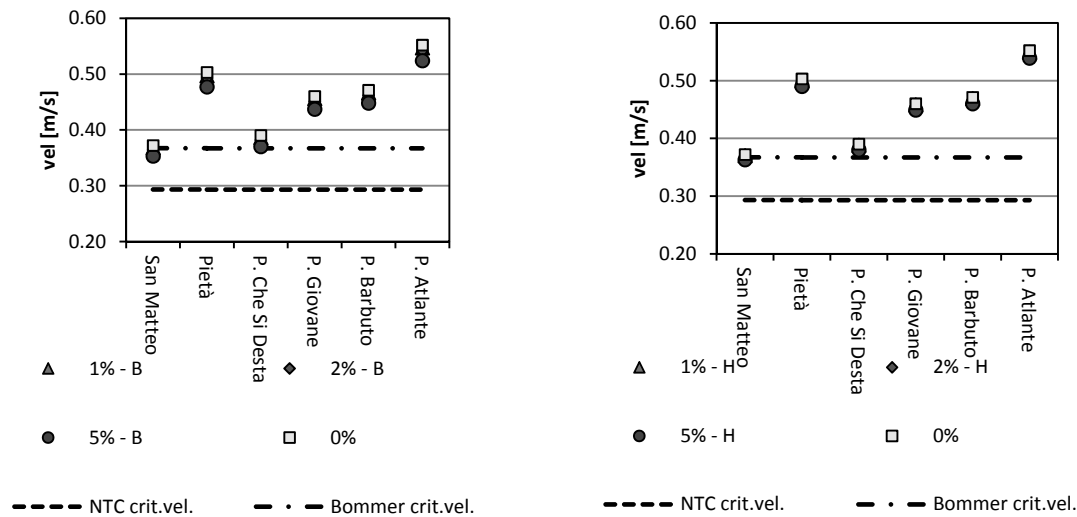 vel [m/s]
0.60
0.50
0.40
0.30
0.20
San Matteo
Pietà
P. Che Si Desta
P. Giovane
P. Barbuto
P. Atlante
1% - B
2% - B
5% - B
0%
NTC crit.vel.
Bommer crit.vel.
vel [m/s]
0.60
0.50
0.40
0.30
0.20
San Matteo
Pietà
P. Che Si Desta
P. Giovane
P. Barbuto
P. Atlante
1% - H
2% - H
5% - H
0%
NTC crit.vel.
Bommer crit.vel.